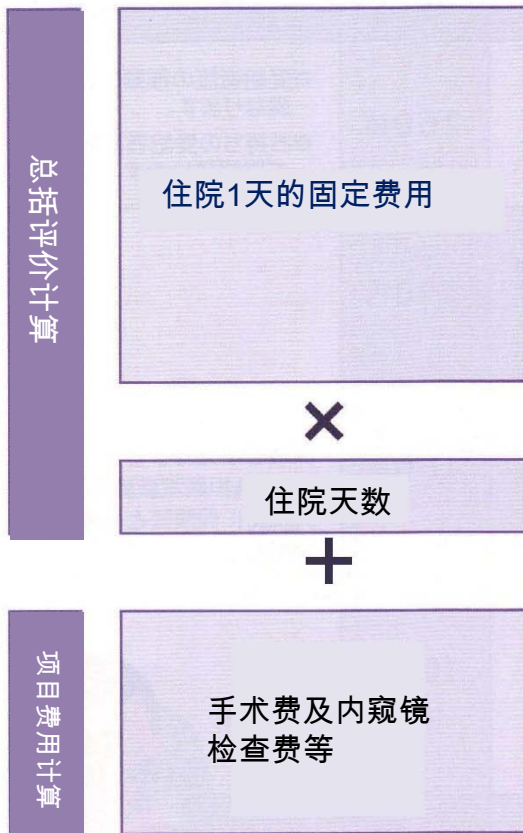 总括评价计算
住院1天的固定费用
×
住院天数
+
项目费用计算
手术费及内窥镜
检查费等